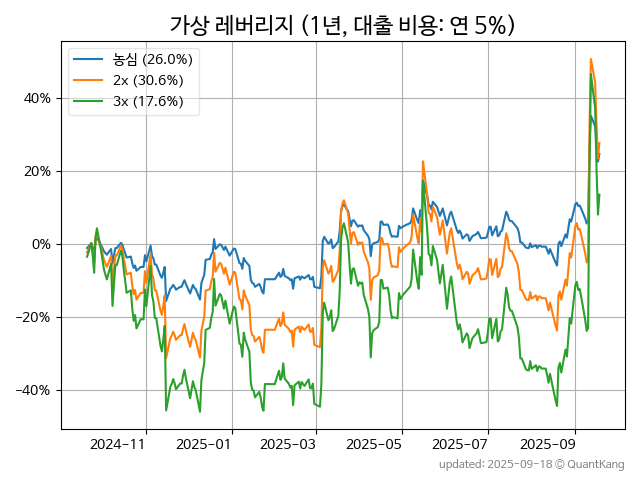 가상 레버리지 (1년, 대출 비용: 연 5%)
농심 (26.0%)
2x (30.6%)
3x (17.6%)
40%
20%
0%
−20%
−40%
2024-11
2025-01
2025-03
2025-05
2025-07
2025-09
updated: 2025-09-18 © QuantKang